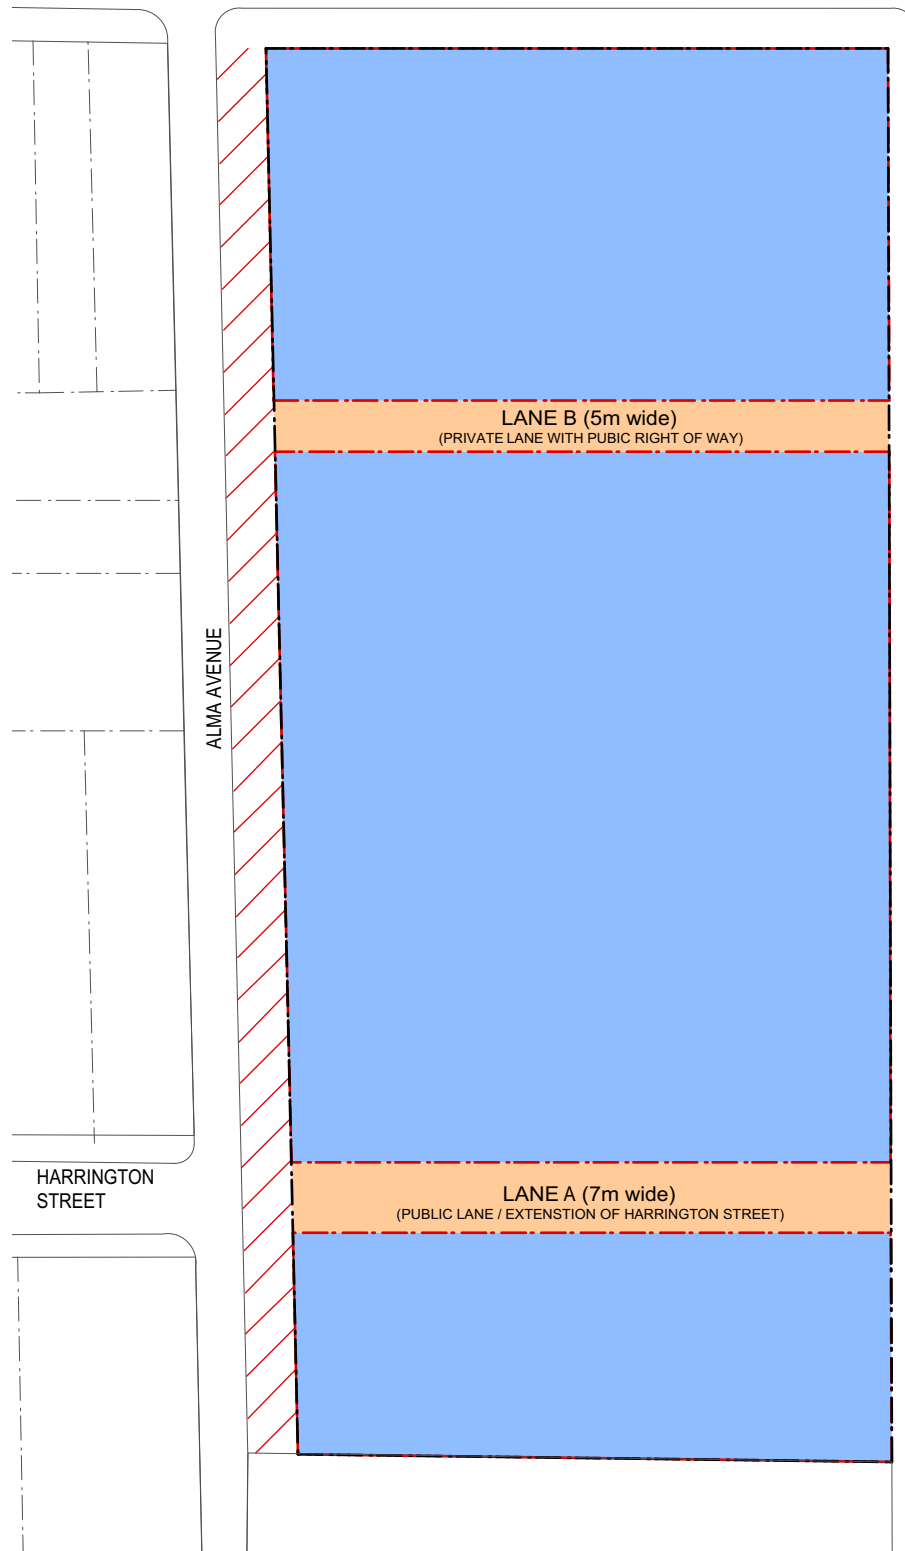 LANE B (5m wide)
(PRIVATE LANE WITH PUBIC RIGHT OF WAY)
ALMA AVENUE
HARRINGTON
STREET
LANE A (7m wide)
(PUBLIC LANE / EXTENSTION OF HARRINGTON STREET)